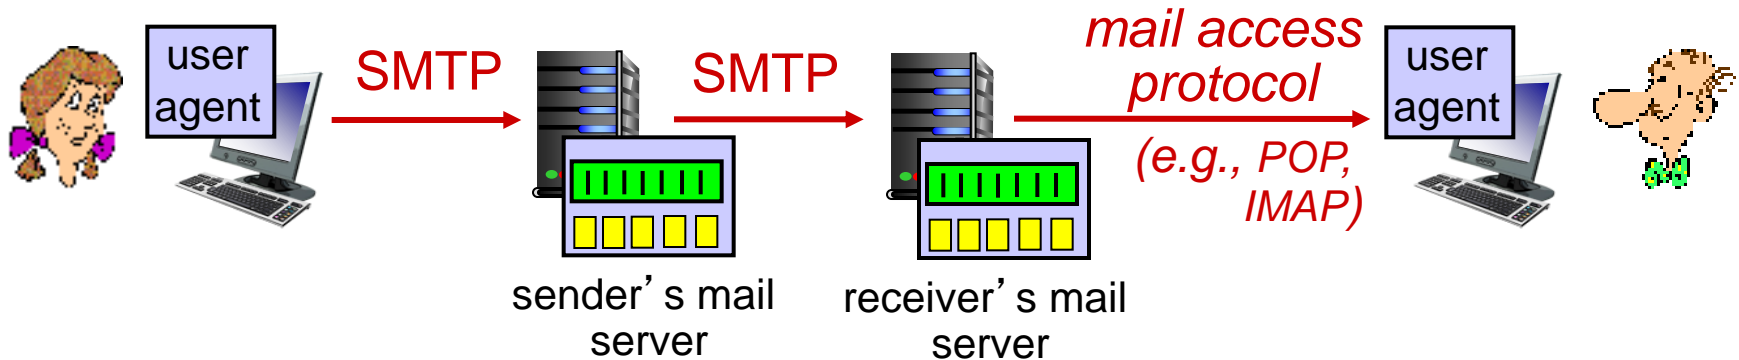 user
agent
SMTP
SMTP
mail access
protocol
(e.g., POP,
IMAP)
user
agent
sender’s mail
server
receiver’s mail
server